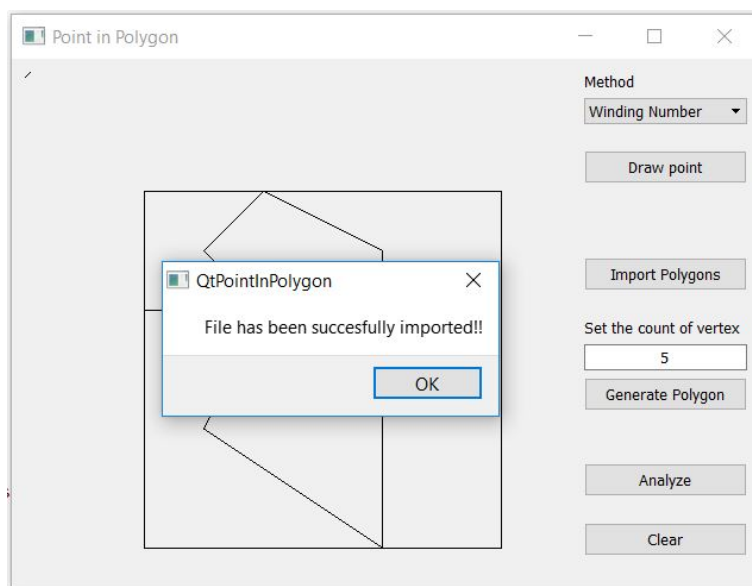 Point in Polygon
Method
Winding Number
Draw point
QtPointInPolygon
File has been succesfully imported!!
OK
Import Polygons
Set the count of vertex
5
Generate Polygon
Analyze
Clear